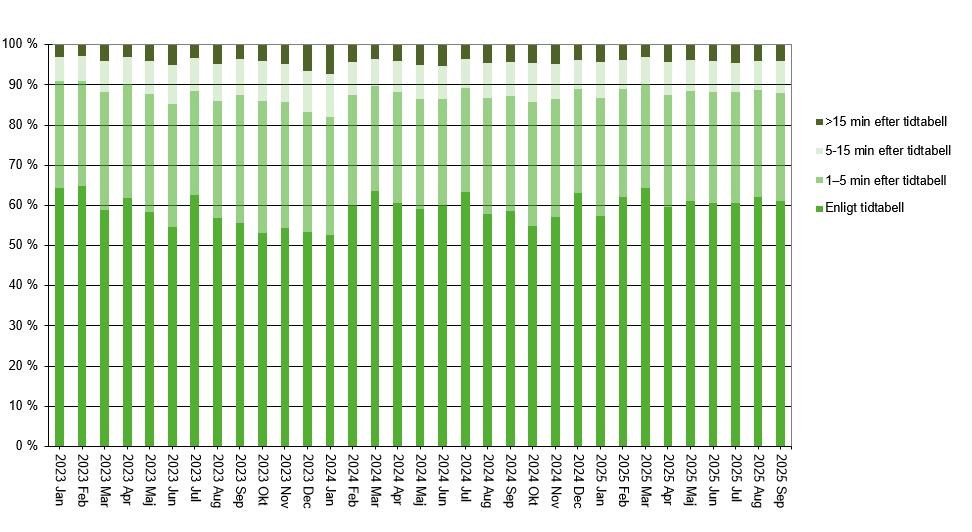 100 %
90 %
80 %
70 %
60 %
50 %
40 %
30 %
20 %
10 %
0 %
2023 Jan
2023 Feb
2023 Mar
2023 Apr
2023 Maj
2023 Jun
2023 Jul
2023 Aug
2023 Sep
2023 Okt
2023 Nov
2023 Dec
2024 Jan
2024 Feb
2024 Mar
2024 Apr
2024 Maj
2024 Jun
2024 Jul
2024 Aug
2024 Sep
2024 Okt
2024 Nov
2024 Dec
2025 Jan
2025 Feb
2025 Mar
2025 Apr
2025 Maj
2025 Jun
2025 Jul
2025 Aug
2025 Sep
>15 min efter tidtabell
5-15 min efter tidtabell
1–5 min efter tidtabell
Enligt tidtabell